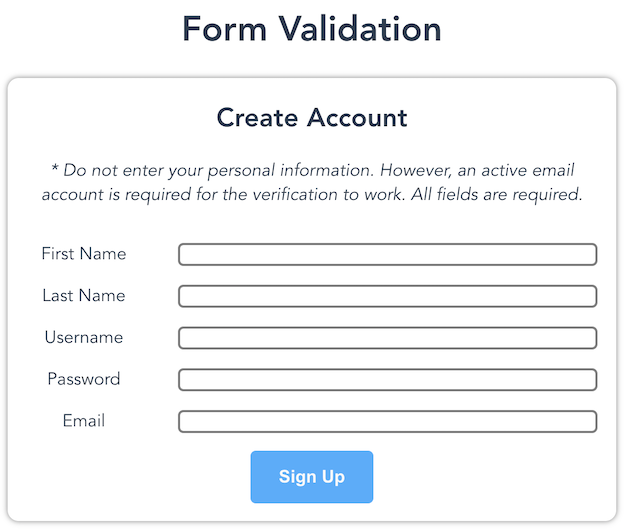 Form Validation
Create Account
* Do not enter your personal information. However, an active email
account is required for the verification to work. All fields are required.
First Name
Last Name
Username
Password
Email
Sign Up